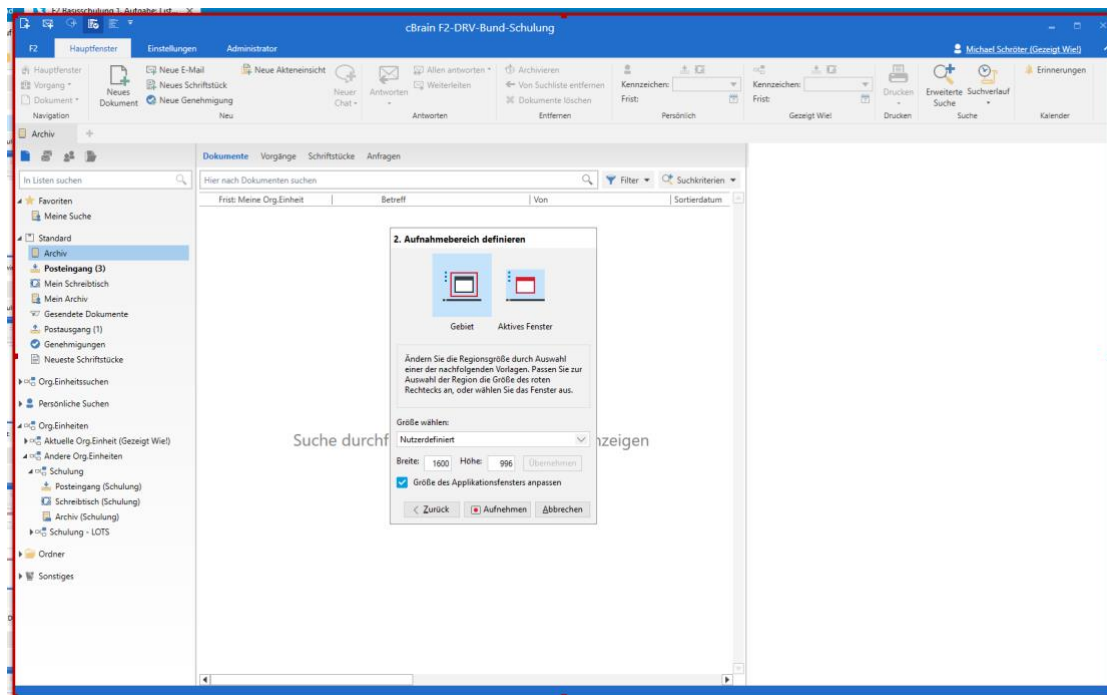 F2 Basisschulung 1. Aufgabe: List...
cBrain F2-DRV-Bund-Schulung
F2 Hauptfenster Einstellungen Administrator Michael Schröter (Gezeigt Wie!)
Hauptfenster
Vorgang
Dokument
Navigation
Neues Dokument
Neue E-Mail
Neues Schriftstück
Neue Genehmigung
Neue Akteneinsicht
Neuer Chat
Neu
Antworten
Allen antworten
Weiterleiten
Antworten
Archivieren
Von Suchliste entfernen
Dokumente löschen
Entfernen
Kennzeichen:
Frist:
Persönlich
Kennzeichen:
Frist:
Gezeigt Wie!
Drucken
Drucken
Erweiterte Suche
Suchverlauf
Suche
Erinnerungen
Kalender
Archiv
In Listen suchen
Favoriten
Meine Suche
Standard
Archiv
Posteingang (3)
Mein Schreibtisch
Mein Archiv
Gesendete Dokumente
Postausgang (1)
Genehmigungen
Neueste Schriftstücke
Org.Einheitssuchen
Persönliche Suchen
Org.Einheiten
Aktuelle Org.Einheit (Gezeigt Wie!)
Andere Org.Einheiten
Schulung
Posteingang (Schulung)
Schreibtisch (Schulung)
Archiv (Schulung)
Schulung - LOTS
Ordner
Sonstiges
Dokumente Vorgänge Schriftstücke Anfragen
Hier nach Dokumenten suchen Filter Suchkriterien
Frist: Meine Org.Einheit Betreff Von Sortierdatum
Suche durchf nzeigen
2. Aufnahmebereich definieren
Gebiet Aktives Fenster
Ändern Sie die Regionsgröße durch Auswahl
einer der nachfolgenden Vorlagen. Passen Sie zur
Auswahl der Region die Größe des roten
Rechtecks an, oder wählen Sie das Fenster aus.
Größe wählen:
Nutzerdefiniert
Breite: 1600 Höhe: 996 Übernehmen
Größe des Applikationsfensters anpassen
< Zurück Aufnehmen Abbrechen